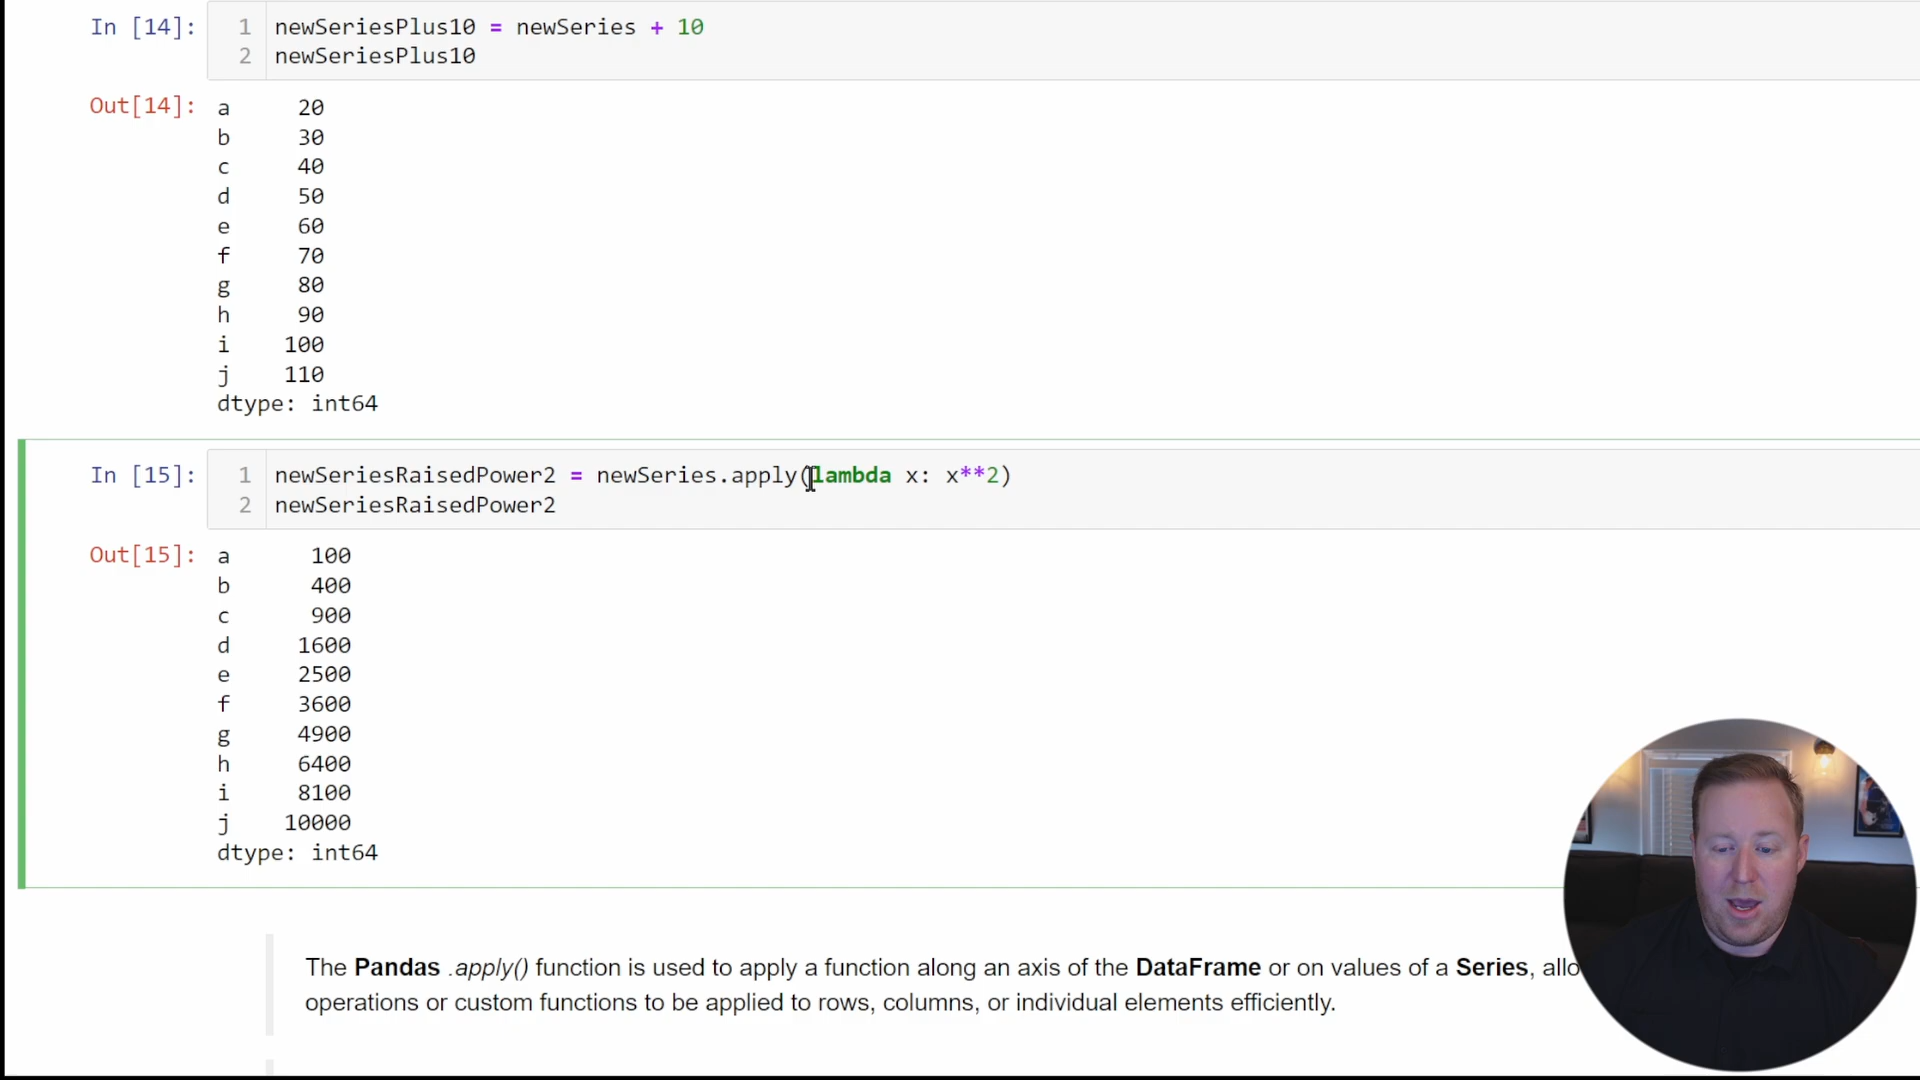 In [14]:
1 newSeriesPlus10 = newSeries + 10
2 newSeriesPlus10
Out[14]:
a 20
b 30
c 40
d 50
e 60
f 70
g 80
h 90
i 100
j 110
dtype: int64
In [15]:
1 newSeriesRaisedPower2 = newSeries.apply(lambda x: x**2)
2 newSeriesRaisedPower2
Out[15]:
a 100
b 400
c 900
d 1600
e 2500
f 3600
g 4900
h 6400
i 8100
j 10000
dtype: int64
The Pandas .apply() function is used to apply a function along an axis of the DataFrame or on values of a Series,
operations or custom functions to be applied to rows, columns, or individual elements efficiently.